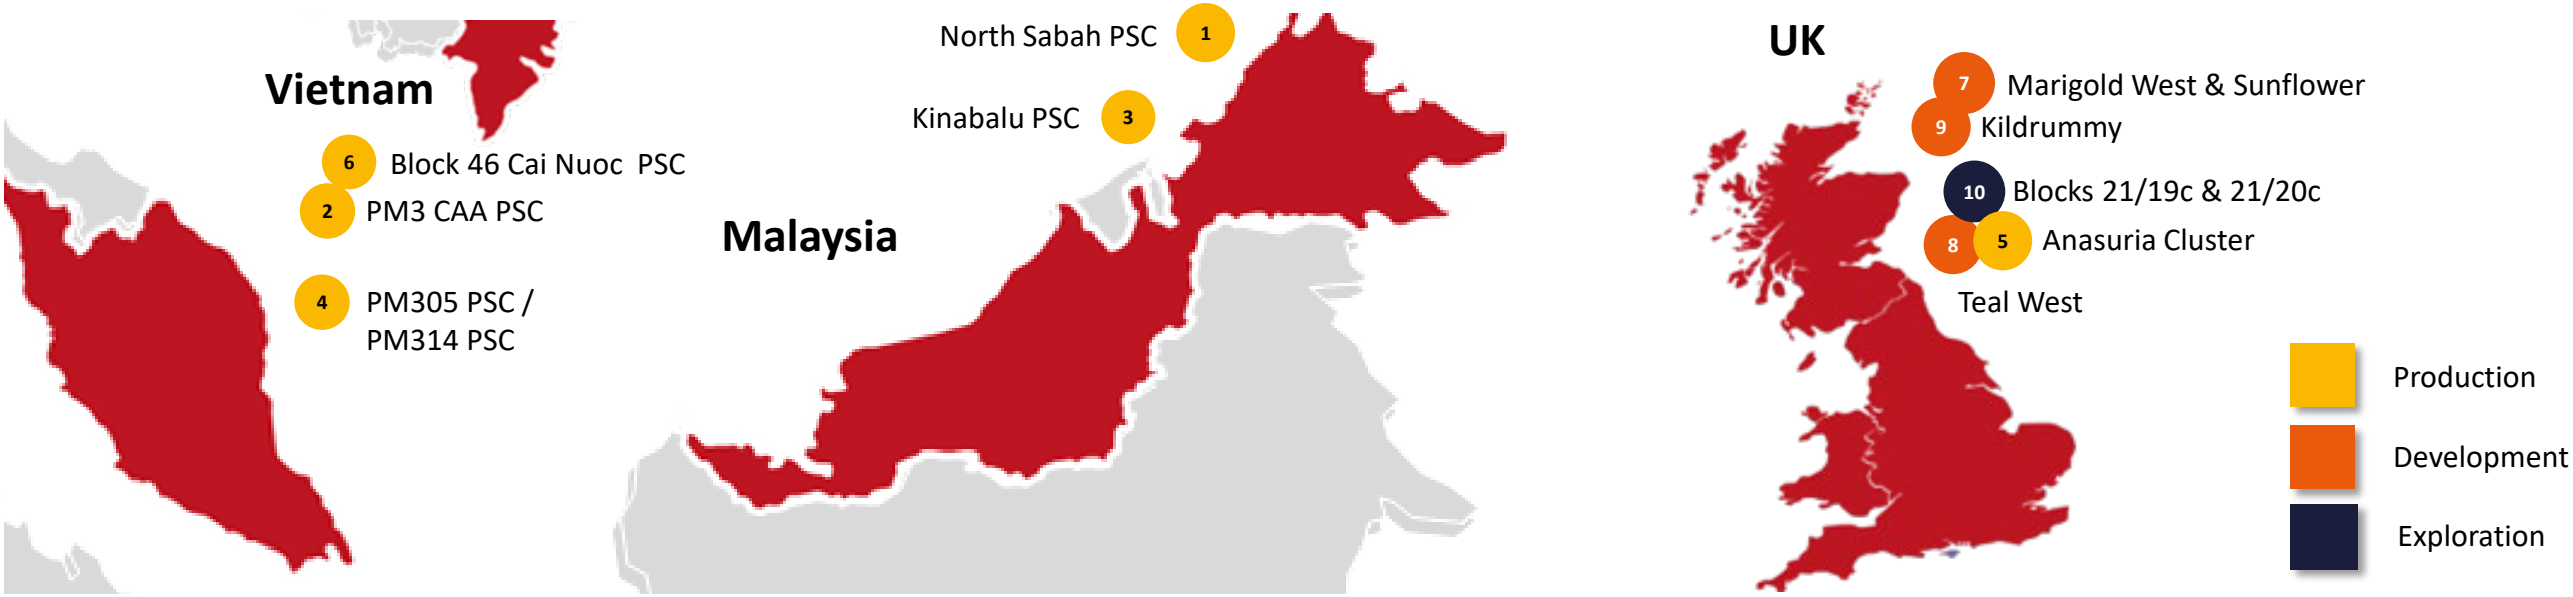 Vietnam
6 Block 46 Cai Nuoc PSC
2 PM3 CAA PSC
4 PM305 PSC /
PM314 PSC
North Sabah PSC 1
Kinabalu PSC 3
Malaysia
UK
7 Marigold West & Sunflower
9 Kildrummy
10 Blocks 21/19c & 21/20c
8 5 Anasuria Cluster
Teal West
Production
Development
Exploration